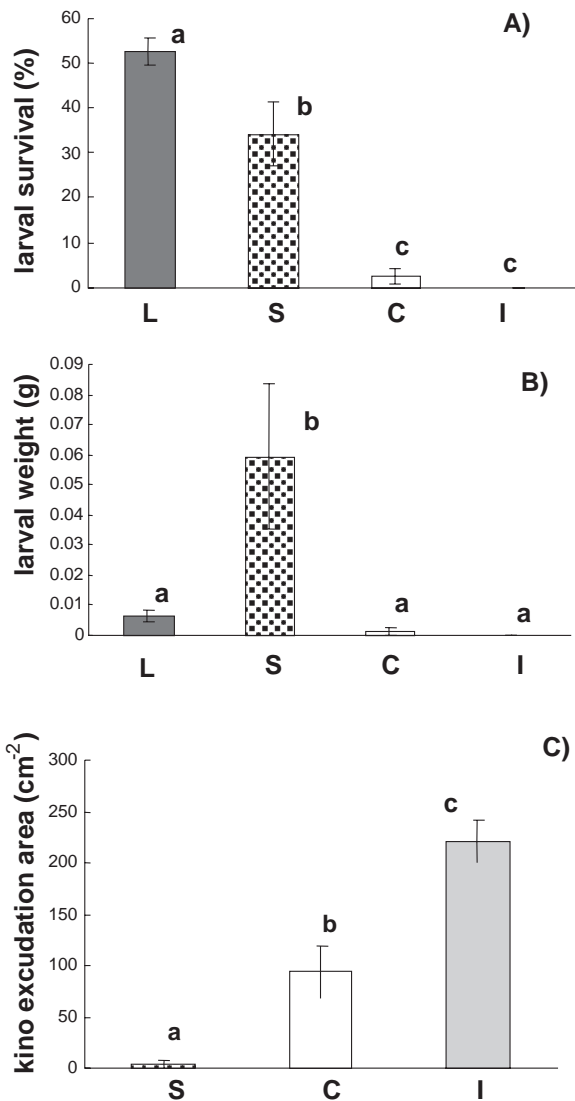 A)
larval survival (%)
60
50
40
30
20
10
0
a
b
c
c
L S C I
B)
larval weight (g)
0.09
0.08
0.07
0.06
0.05
0.04
0.03
0.02
0.01
0
a
b
a
a
L S C I
C)
kino excudation area (cm-2)
300
250
200
150
100
50
0
a
b
c
S C I